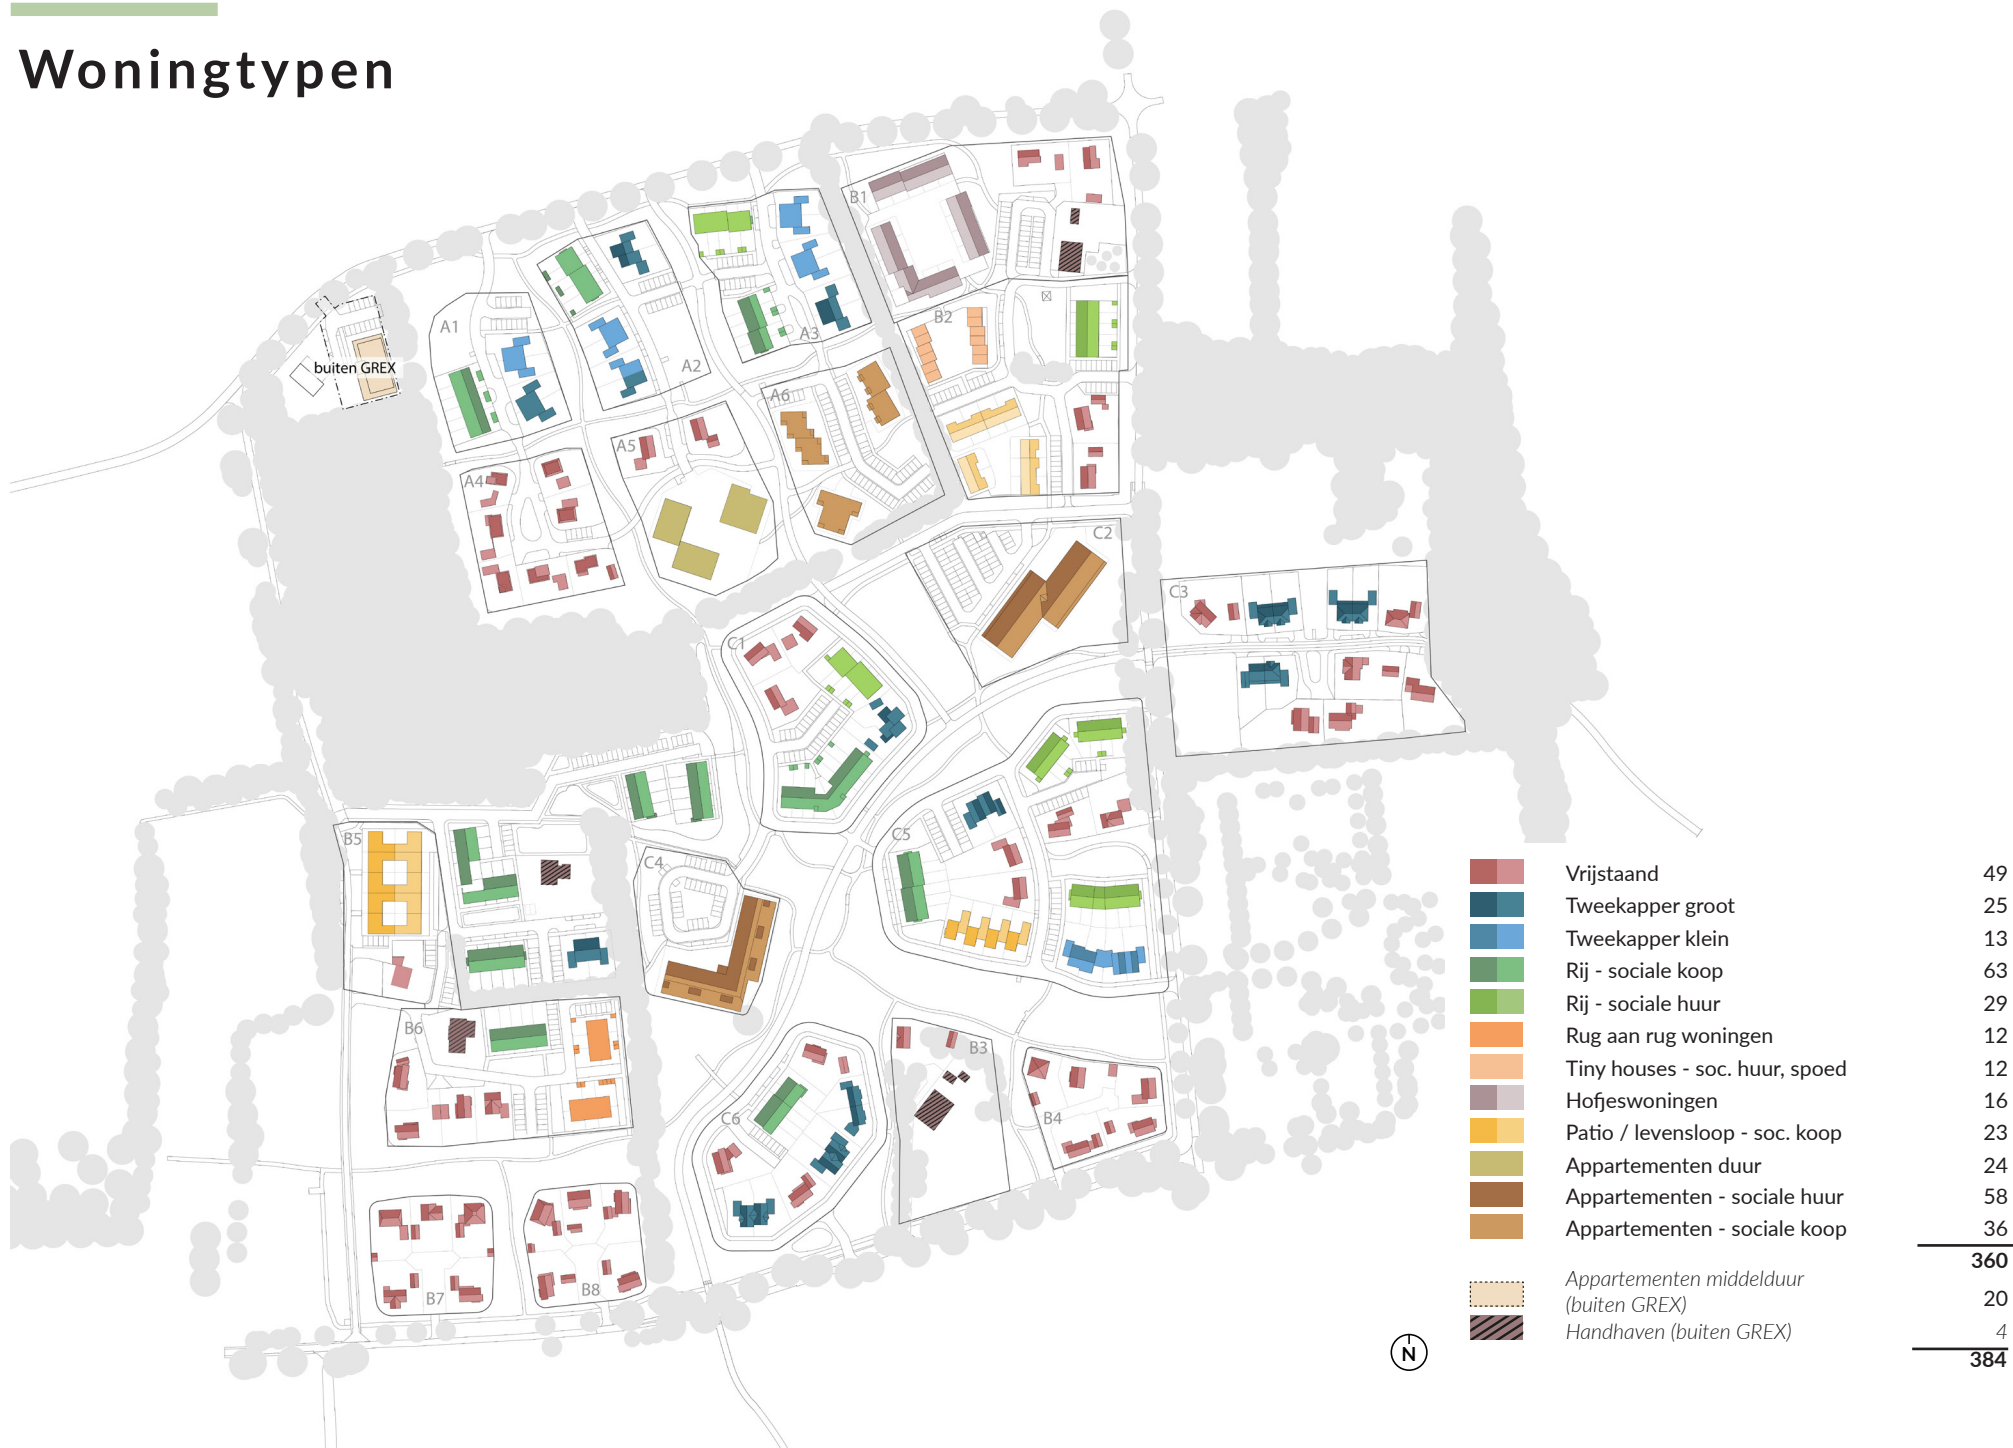 Woningtypen
B1
A1
A3
B2
A2
buiten GREX
A6
A5
A4
C2
C3
C1
C5
B5
C4
B6
B3
C6
B4
B7
B8
N
Vrijstaand 49
Tweekapper groot 25
Tweekapper klein 13
Rij - sociale koop 63
Rij - sociale huur 29
Rug aan rug woningen 12
Tiny houses - soc. huur, spoed 12
Hofjeswoningen 16
Patio / levensloop - soc. koop 23
Appartementen duur 24
Appartementen - sociale huur 58
Appartementen - sociale koop 36
360
Appartementen middelduur
(buiten GREX) 20
Handhaven (buiten GREX) 4
384